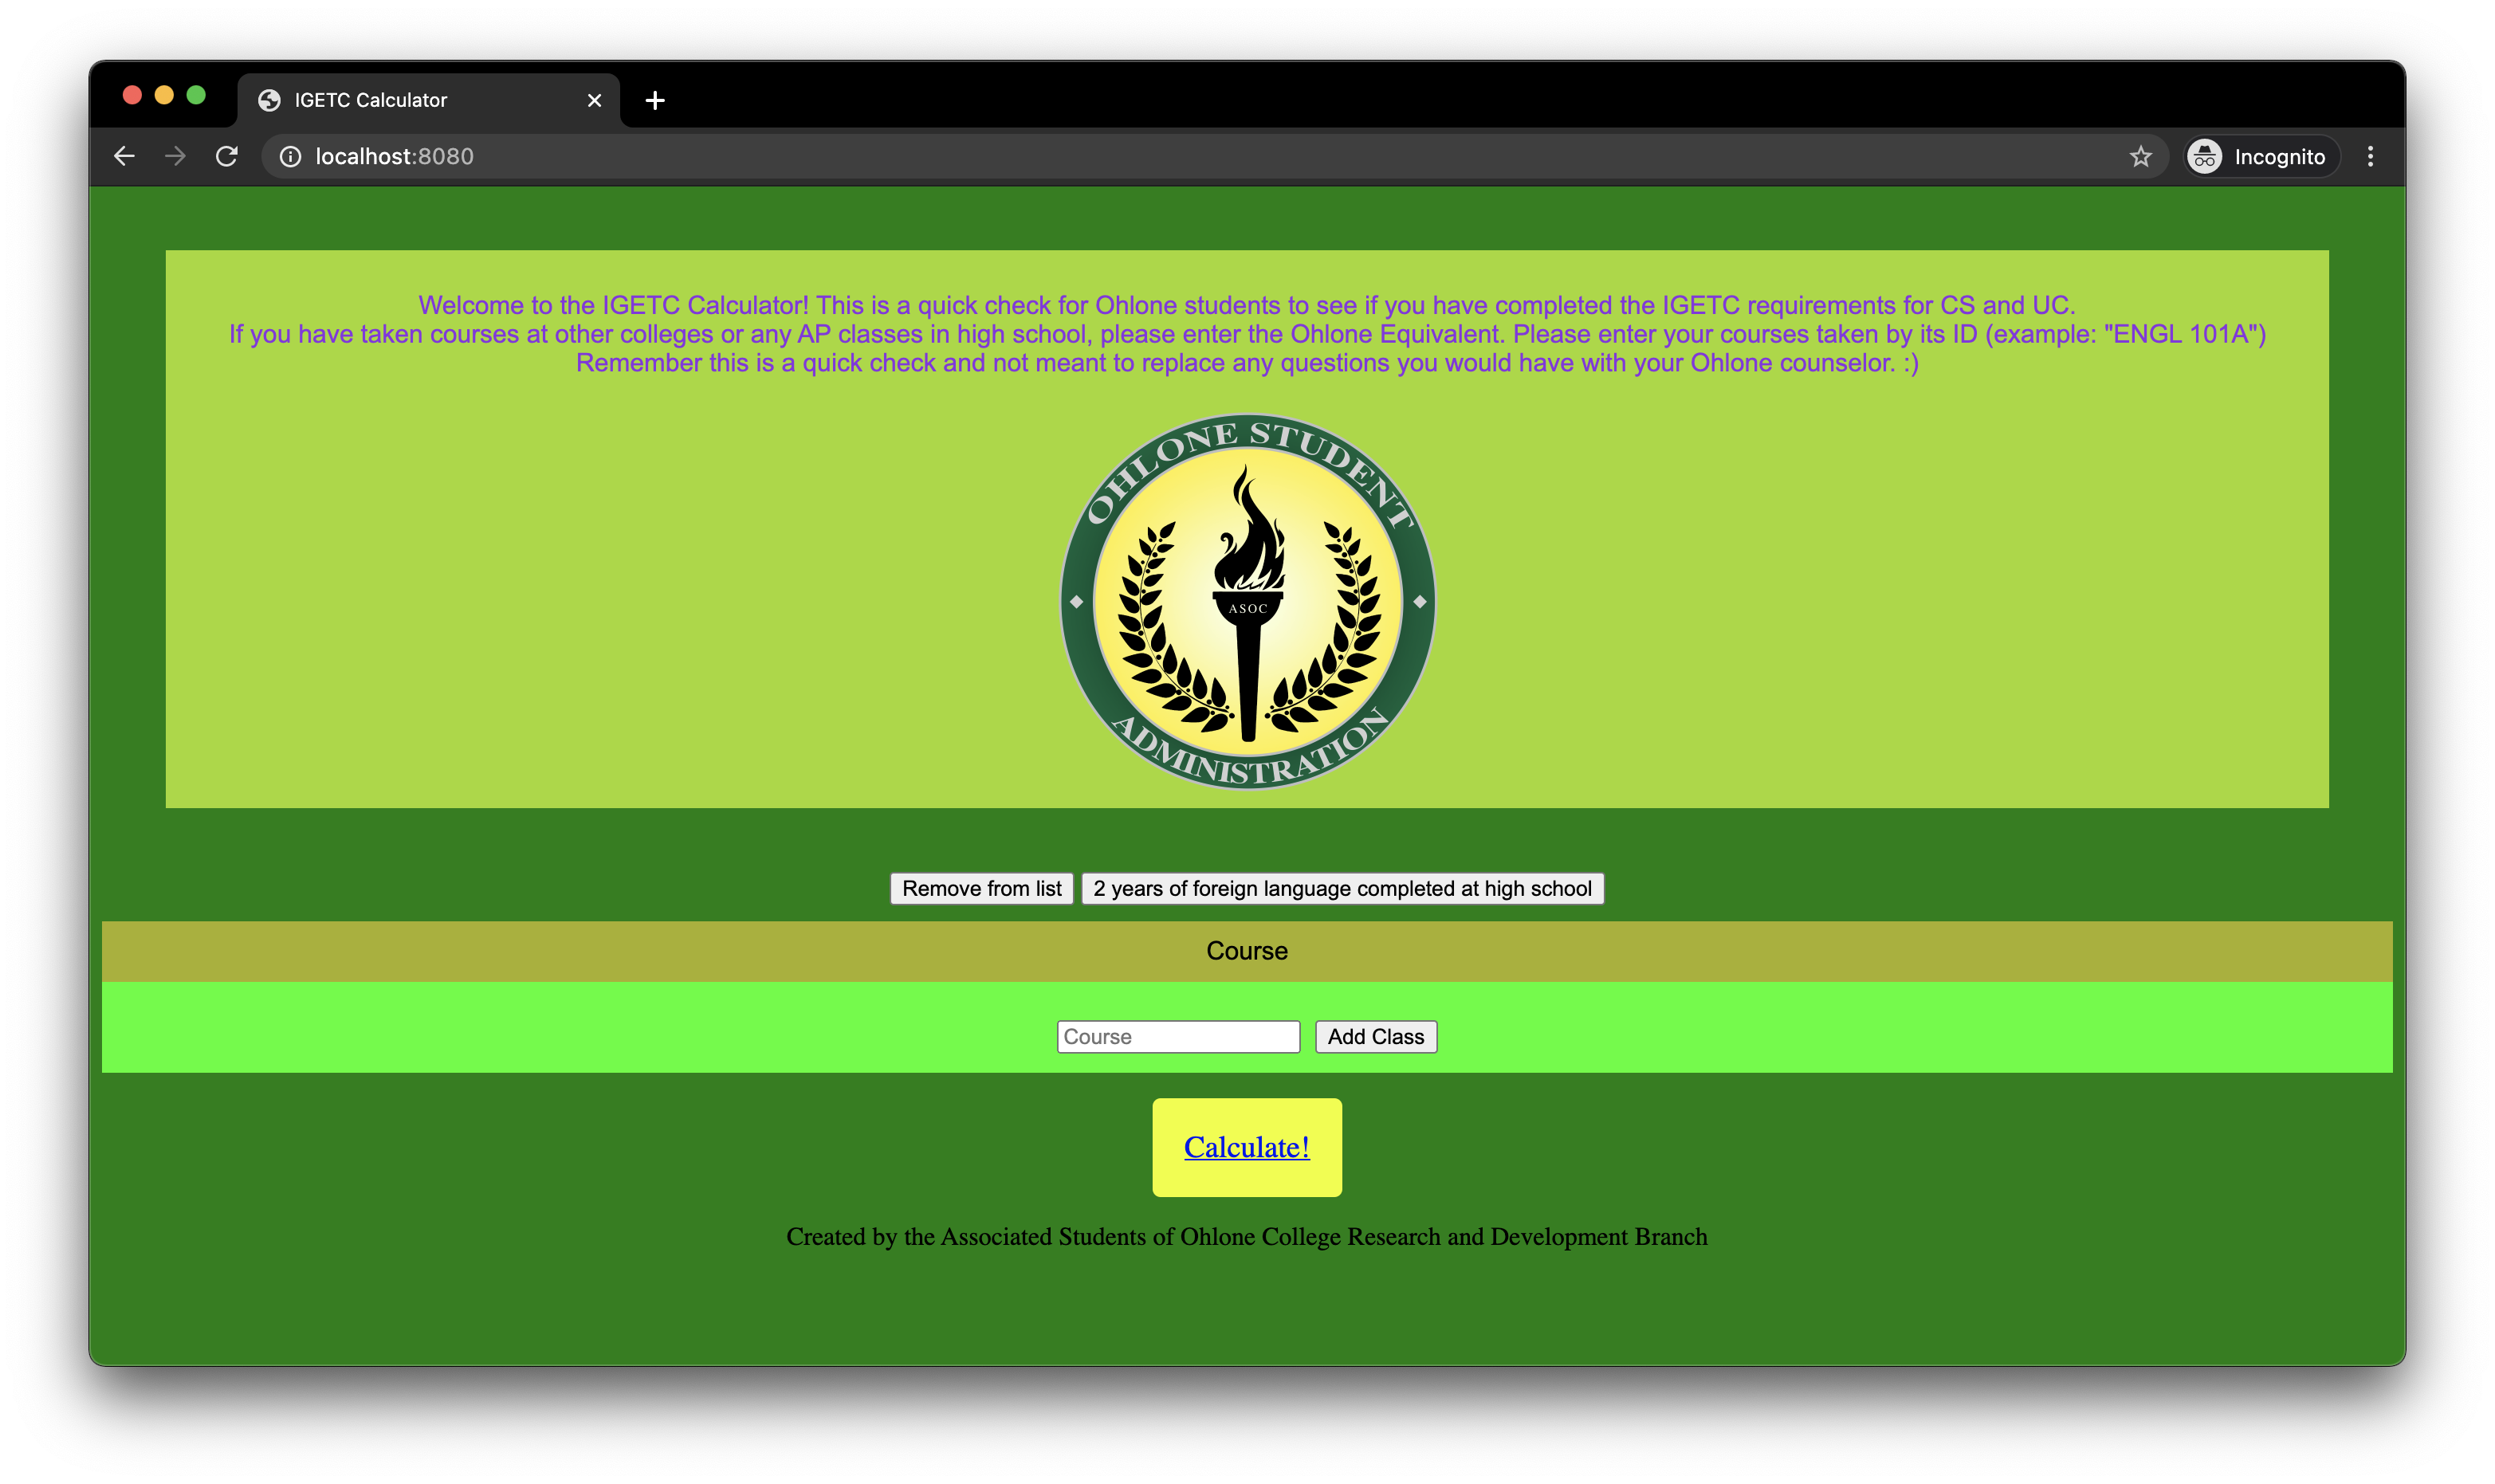 IGETC Calculator
localhost:8080
Incognito
Welcome to the IGETC Calculator! This is a quick check for Ohlone students to see if you have completed the IGETC requirements for CS and UC.
If you have taken courses at other colleges or any AP classes in high school, please enter the Ohlone Equivalent. Please enter your courses taken by its ID (example: "ENGL 101A")
Remember this is a quick check and not meant to replace any questions you would have with your Ohlone counselor. :)
OHLONE STUDENT
ASOC
ADMINISTRATION
Remove from list 2 years of foreign language completed at high school
Course
Course Add Class
Calculate!
Created by the Associated Students of Ohlone College Research and Development Branch